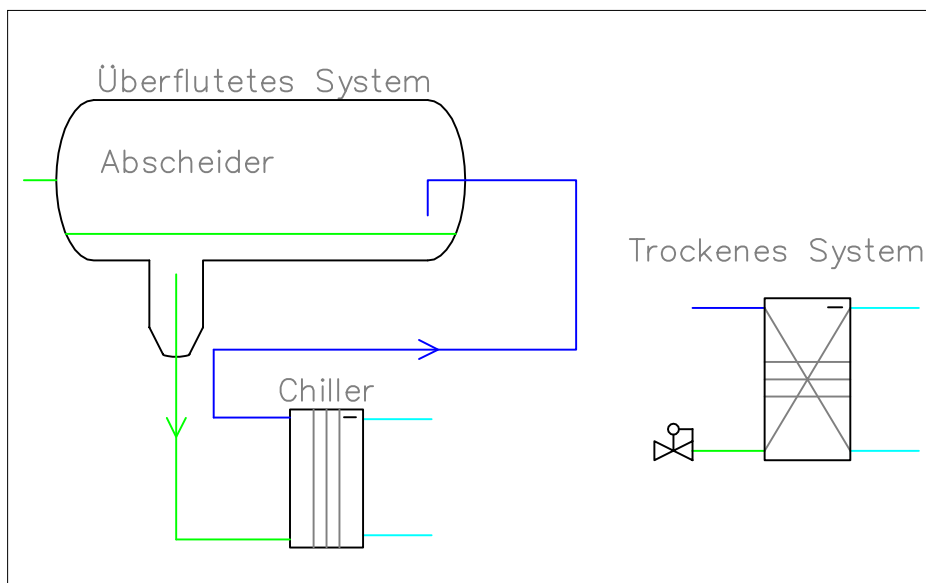 Überflutetes System
Abscheider
Trockenes System
Chiller